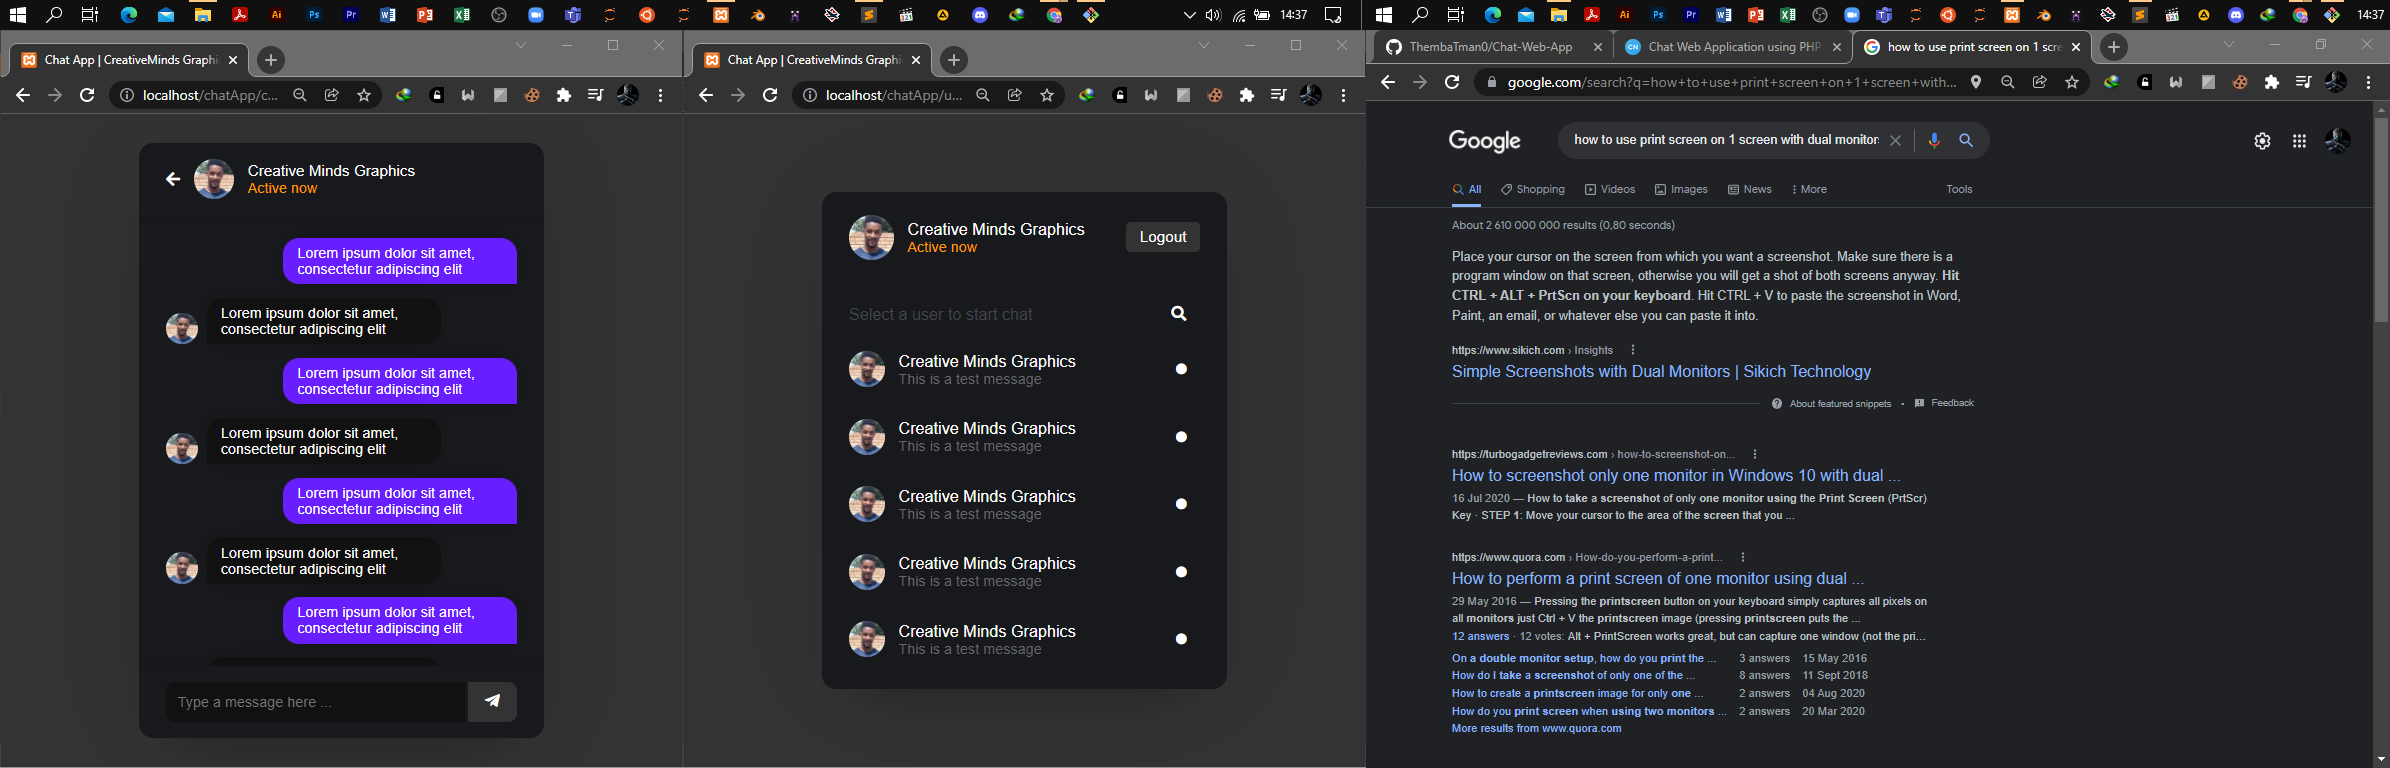 14:37
14:37
Chat App | CreativeMinds Graphi
localhost/chatApp/c...
Creative Minds Graphics
Active now
Lorem ipsum dolor sit amet,
consectetur adipiscing elit
Lorem ipsum dolor sit amet,
consectetur adipiscing elit
Lorem ipsum dolor sit amet,
consectetur adipiscing elit
Lorem ipsum dolor sit amet,
consectetur adipiscing elit
Lorem ipsum dolor sit amet,
consectetur adipiscing elit
Lorem ipsum dolor sit amet,
consectetur adipiscing elit
Lorem ipsum dolor sit amet,
consectetur adipiscing elit
Type a message here ...
Chat App | CreativeMinds Graphi
localhost/chatApp/u...
Creative Minds Graphics
Active now
Logout
Select a user to start chat
Creative Minds Graphics
This is a test message
Creative Minds Graphics
This is a test message
Creative Minds Graphics
This is a test message
Creative Minds Graphics
This is a test message
Creative Minds Graphics
This is a test message
ThembaTman0/Chat-Web-App
Chat Web Application using PHP
how to use print screen on 1 scre
google.com/search?q=how+to+use+print+screen+on+1+screen+with...
Google
how to use print screen on 1 screen with dual monitor
All
Shopping
Videos
Images
News
More
Tools
About 2 610 000 000 results (0,80 seconds)
Place your cursor on the screen from which you want a screenshot. Make sure there is a
program window on that screen, otherwise you will get a shot of both screens anyway. Hit
CTRL + ALT + PrtScn on your keyboard. Hit CTRL + V to paste the screenshot in Word,
Paint, an email, or whatever else you can paste it into.
https://www.sikich.com › Insights
Simple Screenshots with Dual Monitors | Sikich Technology
About featured snippets • Feedback
https://turbogadgetreviews.com › how-to-screenshot-on...
How to screenshot only one monitor in Windows 10 with dual ...
16 Jul 2020 — How to take a screenshot of only one monitor using the Print Screen (PrtScr)
Key · STEP 1: Move your cursor to the area of the screen that you ...
https://www.quora.com › How-do-you-perform-a-print...
How to perform a print screen of one monitor using dual ...
29 May 2016 — Pressing the printscreen button on your keyboard simply captures all pixels on
all monitors just Ctrl + V the printscreen image (pressing printscreen puts the ...
12 answers · 12 votes: Alt + PrintScreen works great, but can capture one window (not the pri...
On a double monitor setup, how do you print the ... 3 answers 15 May 2016
How do I take a screenshot of only one of the ... 8 answers 11 Sept 2018
How to create a printscreen image for only one ... 2 answers 04 Aug 2020
How do you print screen when using two monitors ... 2 answers 20 Mar 2020
More results from www.quora.com